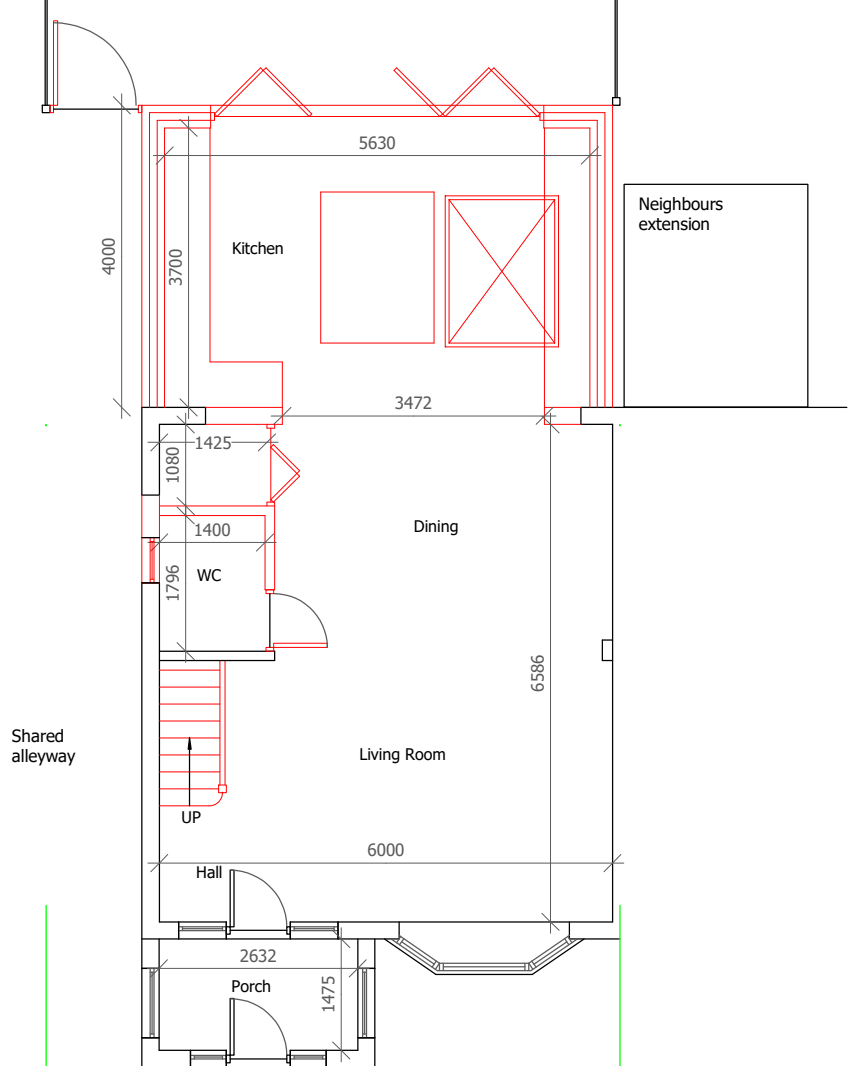 5630
Neighbours
extension
Kitchen
4000
3700
3472
1425
1080
Dining
1400
WC
1796
6586
Shared
alleyway
Living Room
UP
6000
Hall
2632
Porch
1475